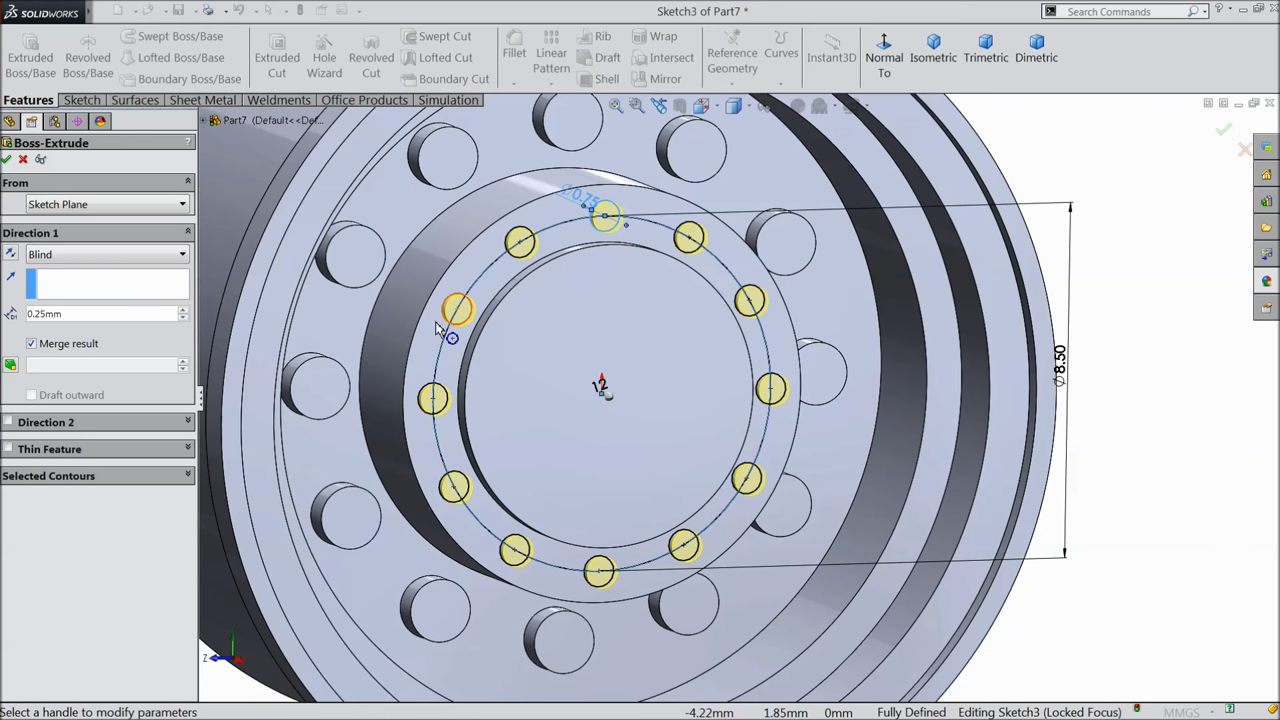 SOLIDWORKS
Sketch3 of Part7 *
Search Commands
Extruded Boss/Base
Revolved Boss/Base
Swept Boss/Base
Lofted Boss/Base
Boundary Boss/Base
Extruded Cut
Hole Wizard
Revolved Cut
Swept Cut
Lofted Cut
Boundary Cut
Fillet
Linear Pattern
Rib
Draft
Shell
Wrap
Intersect
Mirror
Reference Geometry
Curves
Instant3D
Normal To
Isometric
Trimetric
Dimetric
Features Sketch Surfaces Sheet Metal Weldments Office Products Simulation
Part7 (Default<<Def...
Boss-Extrude
?
From
Sketch Plane
Direction 1
Blind
0.25mm
Merge result
Draft outward
Direction 2
Thin Feature
Selected Contours
Ø0.75
12
Ø8.50
Z
Select a handle to modify parameters
-4.22mm 1.85mm 0mm Fully Defined Editing Sketch3 (Locked Focus) MMGS